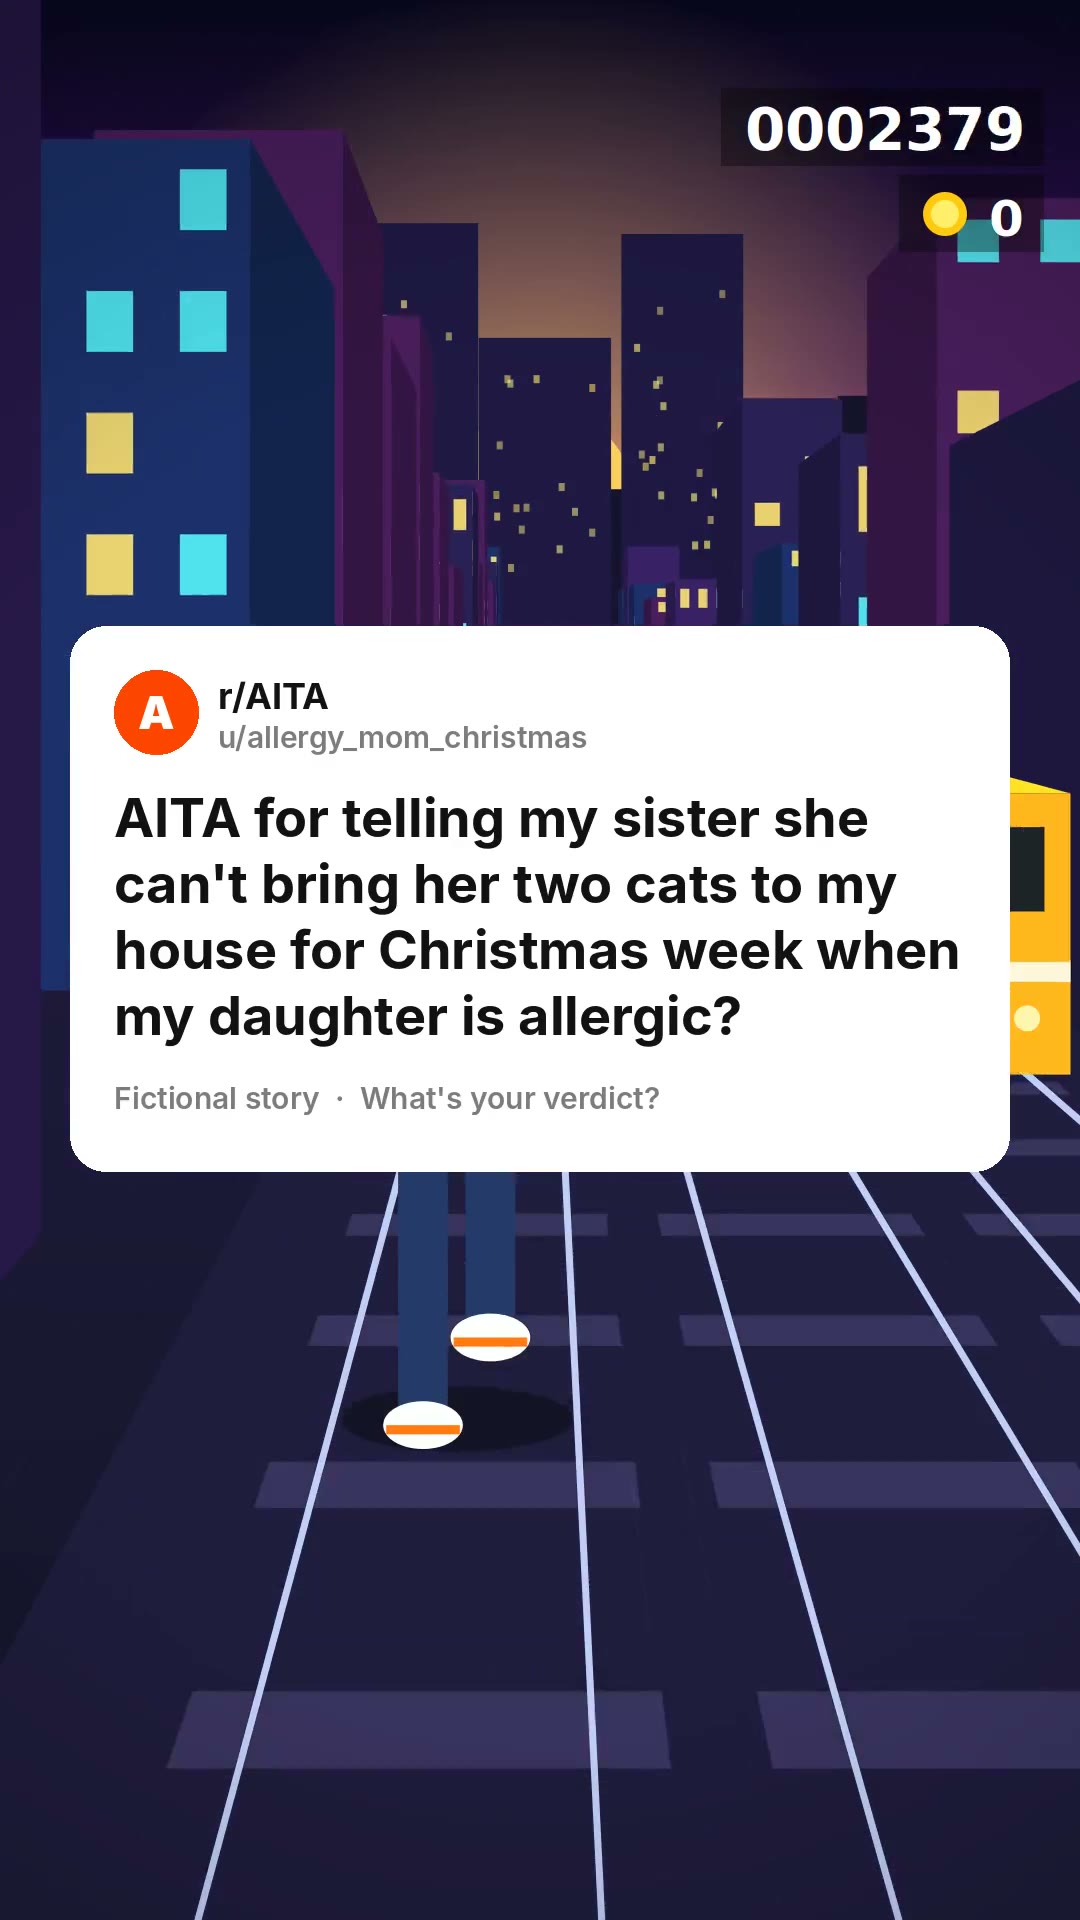 0002379
0
A
r/AITA
u/allergy_mom_christmas
AITA for telling my sister she
can't bring her two cats to my
house for Christmas week when
my daughter is allergic?
Fictional story · What's your verdict?